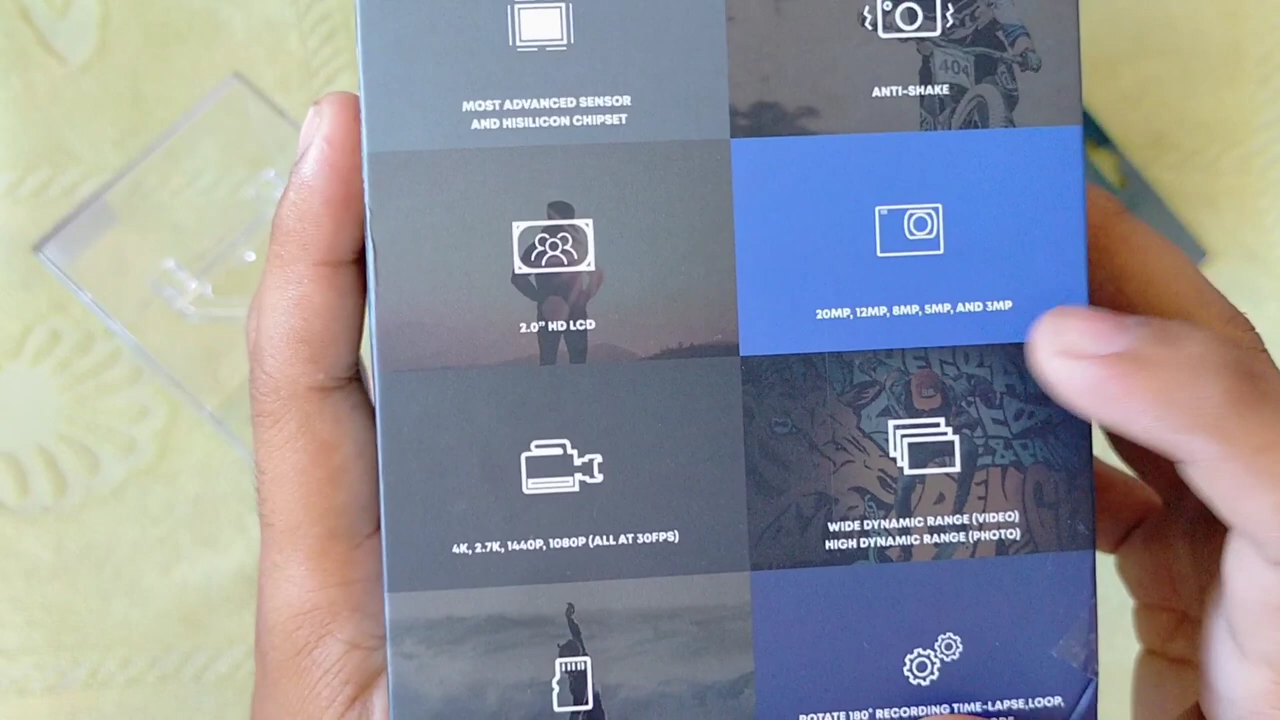 MOST ADVANCED SENSOR
AND HISILICON CHIPSET
404
ANTI-SHAKE
2.0" HD LCD
20MP, 12MP, 8MP, 5MP, AND 3MP
4K, 2.7K, 1440P, 1080P (ALL AT 30FPS)
WIDE DYNAMIC RANGE (VIDEO)
HIGH DYNAMIC RANGE (PHOTO)
ROTATE 180° RECORDING TIME-LAPSE,LOOP,